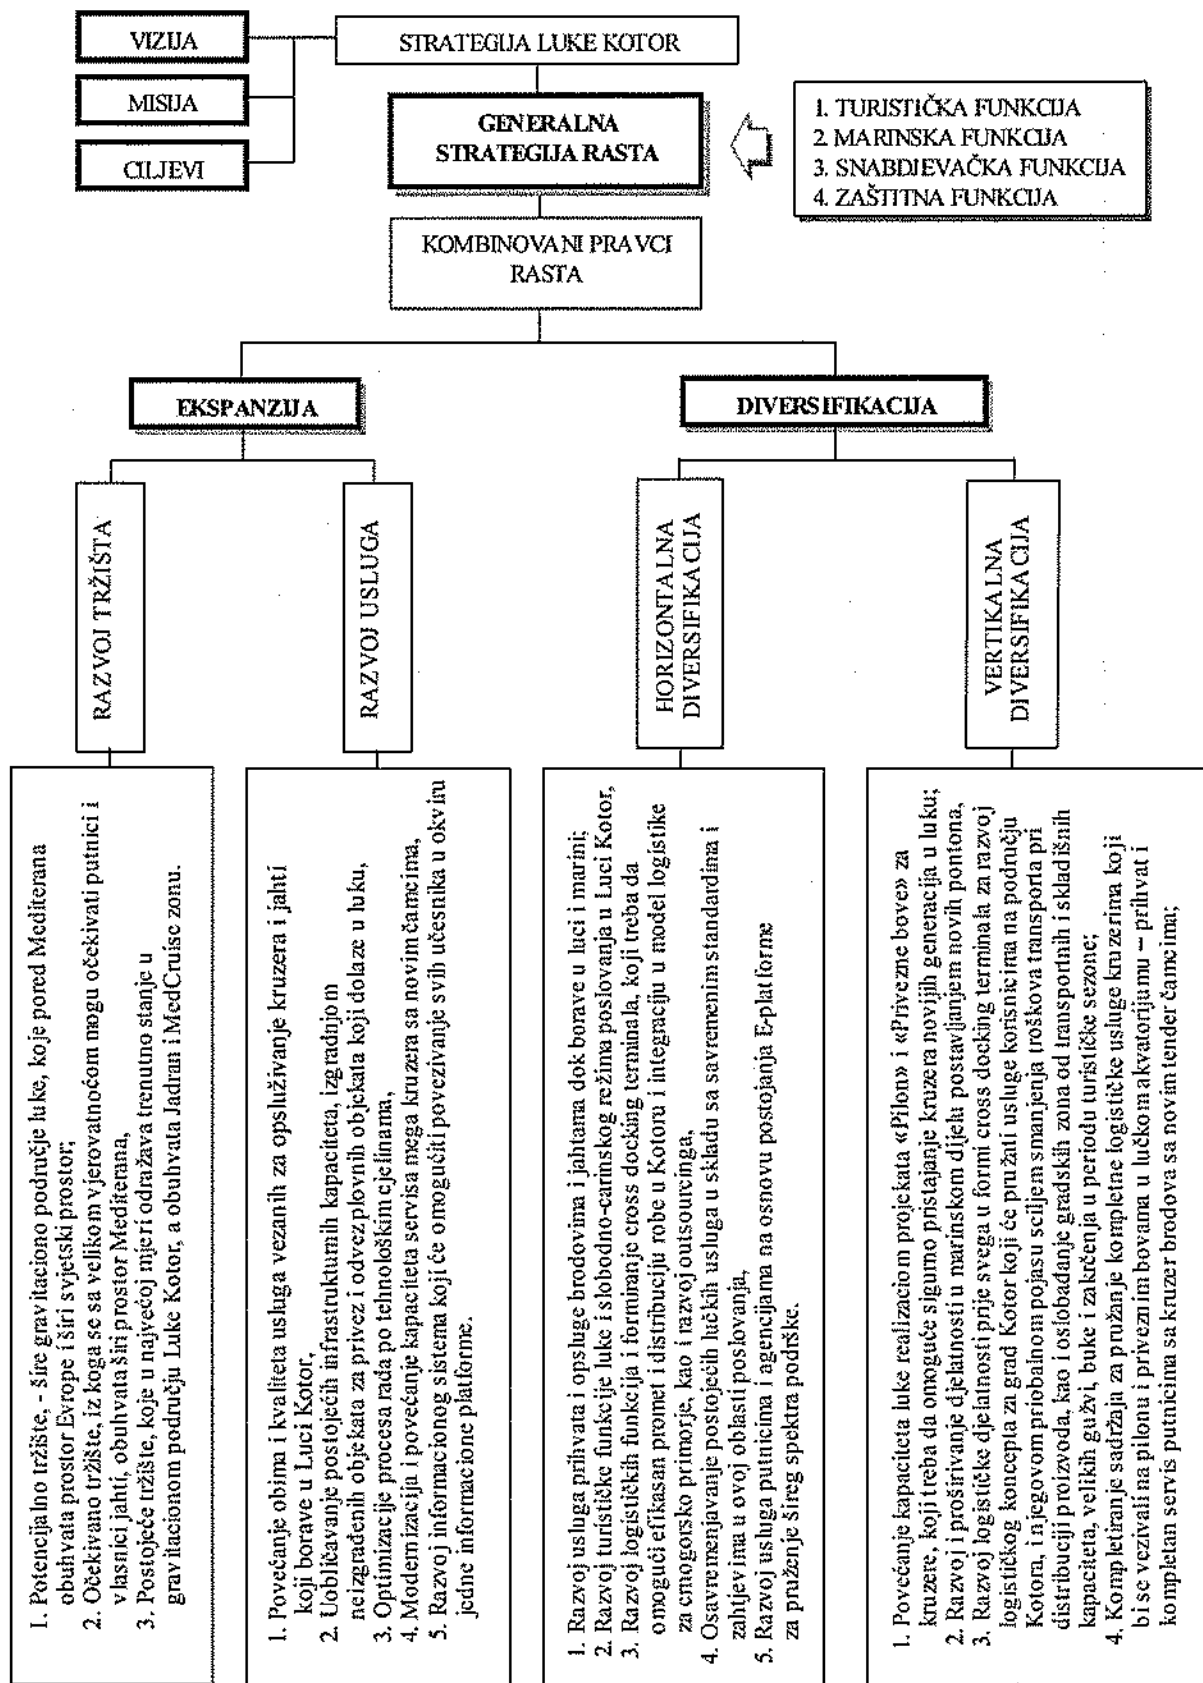 VIZIJA
MISIJA
CILJEVI
STRATEGIJA LUKE KOTOR
GENERALNA
STRATEGIJA RASTA
1. TURISTIČKA FUNKCIJA
2. MARINSKA FUNKCIJA
3. SNABDJEVAČKA FUNKCIJA
4. ZAŠTITNA FUNKCIJA
KOMBINOVANI PRAVCI
RASTA
EKSPANZIJA
DIVERSIFIKACIJA
RAZVOJ TRŽIŠTA
RAZVOJ USLUGA
HORIZONTALNA
DIVERSIFIKACIJA
VERTIKALNA
DIVERSIFIKACIJA
1. Potencijalno tržište, - šire gravitaciono područje luke, koje pored Mediterana
obuhvata prostor Evrope i širi svjetski prostor;
2. Očekivano tržište, iz koga se sa velikom vjerovatnoćom mogu očekivati putnici i
vlasnici jahti, obuhvata širi prostor Mediterana,
3. Postojeće tržište, koje u najvećoj mjeri održava trenutno stanje u
gravitacionom području Luke Kotor, a obuhvata Jadran i MedCruise zonu.
1. Povećanje obima i kvaliteta usluga vezanih za opsluživanje kruzera i jahti
koji borave u Luci Kotor,
2. Uobličavanje postojećih infrastrukturnih kapaciteta, izgradnjom
neizgrađenih objekata za privez i odvez plovnih objekata koji dolaze u luku,
3. Optimizacije procesa rada po tehnološkim cjelinama,
4. Modernizacija i povećanje kapaciteta servisa mega kruzera sa novim čamcima,
5. Razvoj informacionog sistema koji će omogućiti povezivanje svih učesnika u okviru
jedne informacione platforme.
1. Razvoj usluga prihvata i opsluge brodovima i jahtama dok borave u luci i marini;
2. Razvoj turističke funkcije luke i slobodno-carinskog režima poslovanja u Luci Kotor,
3. Razvoj logističkih funkcija i formiranje cross docking terminala, koji treba da
omogući efikasan promet i distribuciju robe u Kotoru i integraciju u model logistike
za crnogorsko primorje, kao i razvoj outsourcinga,
4. Osavremenjavanje postojećih lučkih usluga u skladu sa savremenim standardima i
zahtjevima u ovoj oblasti poslovanja,
5. Razvoj usluga putnicima i agencijama na osnovu postojanja E-platforme
za pruženje šireg spektra podrške.
1. Povećanje kapaciteta luke realizaciom projekata «Pilon» i «Privezne bove» za
kruzere, koji treba da omoguće sigurno pristajanje kruzera novijih generacija u luku;
2. Razvoj i proširivanje djelatnosti u marinskom dijelu postavljanjem novih pontona,
3. Razvoj logističke djelatnosti prije svega u formi cross docking terminala za razvoj
logističkog koncepta za grad Kotor koji će pružati usluge korisnicima na području
Kotora, i njegovom priobalnom pojasu s ciljem smanjenja troškova transporta pri
distribuciji proizvoda, kao i oslobađanje gradskih zona od transportnih i skladišnih
kapaciteta, velikih gužvi, buke i zakrčenja u periodu turističke sezone;
4. Kompletiranje sadržaja za pružanje kompletne logističke usluge kruzerima koji
bi se vezivali na pilonu i priveznim bovama u lučkom akvatorijumu – prihvat i
kompletan servis putnicima sa kruzer brodova sa novim tender čamcima;